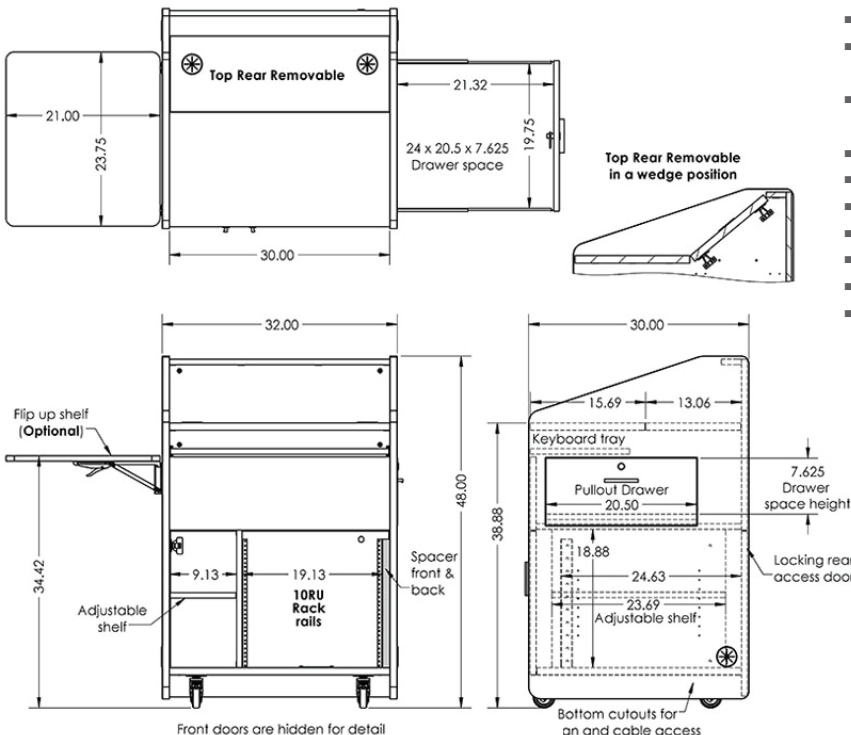 Top Rear Removable
21.00
23.75
21.32
19.75
24 x 20.5 x 7.625
Drawer space
30.00
Top Rear Removable
in a wedge position
32.00
30.00
Flip up shelf
(Optional)
15.69
13.06
Keyboard tray
Pullout Drawer
20.50
7.625
Drawer
space height
48.00
38.88
34.42
9.13
19.13
10RU
Rack
rails
Spacer
front &
back
Adjustable
shelf
18.88
24.63
23.69
Adjustable shelf
Locking rear
access door
Front doors are hidden for detail
Bottom cutouts for
an and cable access